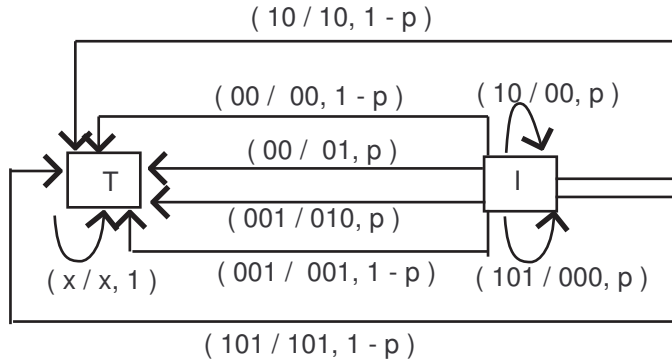 ( 10 / 10, 1 - p )
( 00 / 00, 1 - p )
( 10 / 00, p )
( 00 / 01, p )
T
I
( 001 / 010, p )
( 001 / 001, 1 - p )
( 101 / 000, p )
( x / x, 1 )
( 101 / 101, 1 - p )